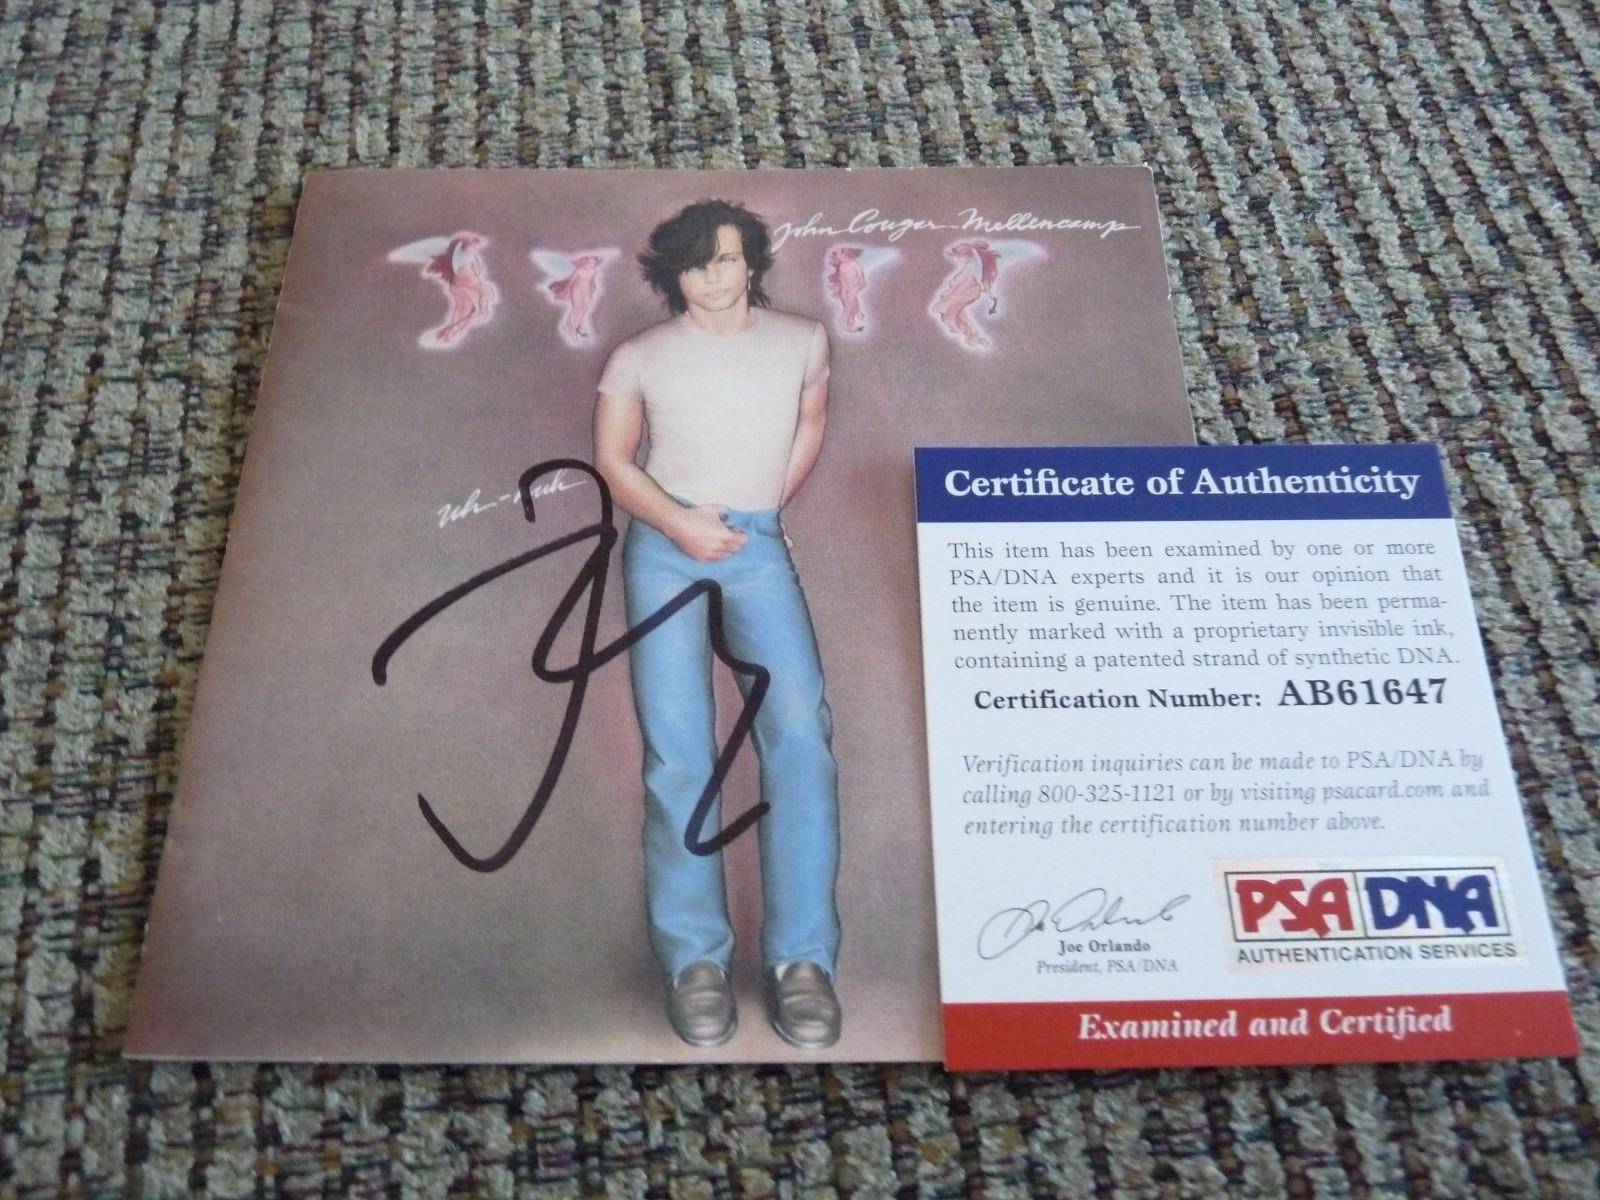 John Cougar Mellencamp
uh-huh
Certificate of Authenticity
This item has been examined by one or more
PSA/DNA experts and it is our opinion that
the item is genuine. The item has been perma-
nently marked with a proprietary invisible ink,
containing a patented strand of synthetic DNA.
Certification Number: AB61647
Verification inquiries can be made to PSA/DNA by
calling 800-325-1121 or by visiting psacard.com and
entering the certification number above.
Joe Orlando
President, PSA/DNA
PSA DNA
AUTHENTICATION SERVICES
Examined and Certified